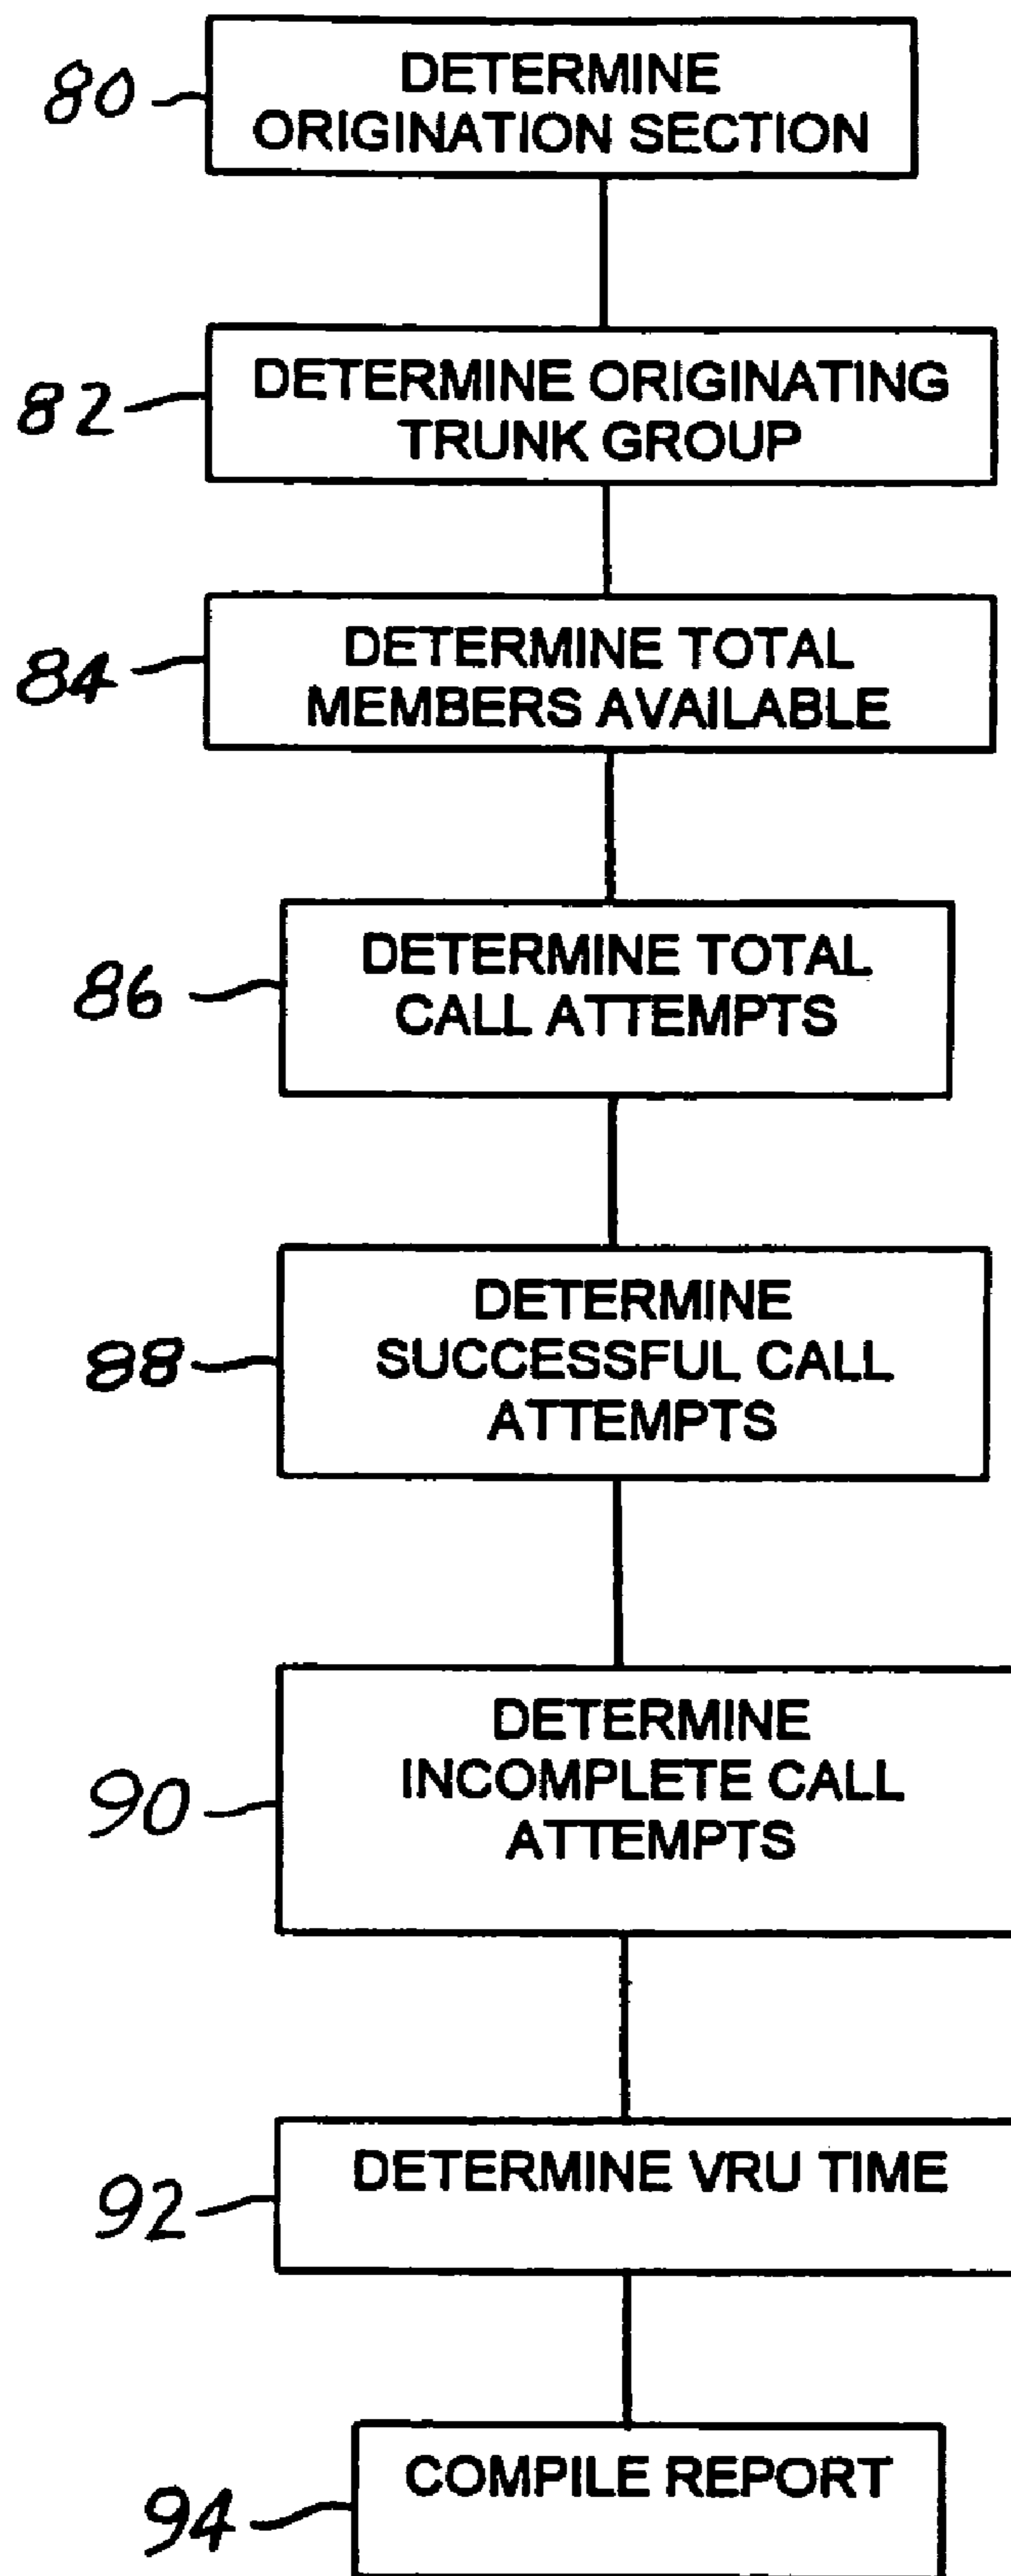 80
DETERMINE
ORIGINATION SECTION
82
DETERMINE ORIGINATING
TRUNK GROUP
84
DETERMINE TOTAL
MEMBERS AVAILABLE
86
DETERMINE TOTAL
CALL ATTEMPTS
88
DETERMINE
SUCCESSFUL CALL
ATTEMPTS
90
DETERMINE
INCOMPLETE CALL
ATTEMPTS
92
DETERMINE VRU TIME
94
COMPILE REPORT